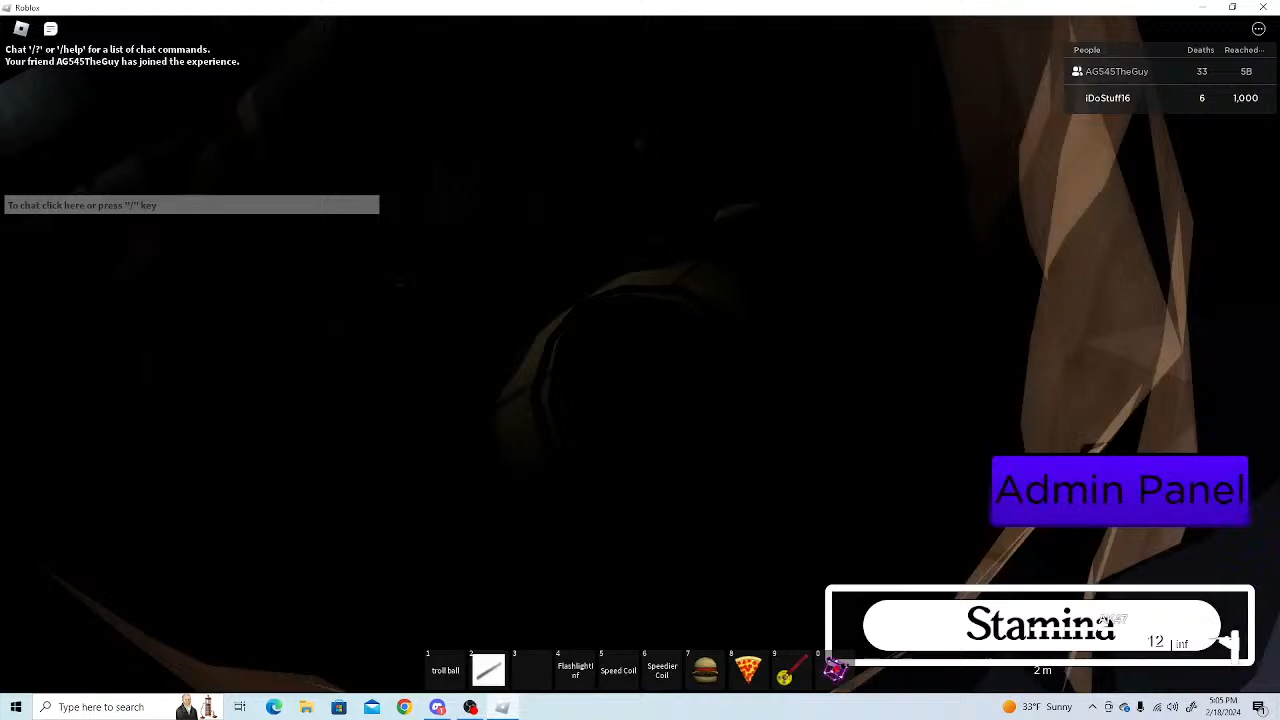 Roblox
Chat '/?' or '/help' for a list of chat commands.
Your friend AG545TheGuy has joined the experience.
People Deaths Reached...
AG545TheGuy 33 5B
iDoStuff16 6 1,000
To chat click here or press "/" key
Admin Panel
Stamina
AK47
12 | inf
2 m
1 2 3 4 5 6 7 8 9 0
troll ball
Flashlight
nf
Speed Coil
Speedier
Coil
Type here to search
33°F Sunny
5:05 PM
2/18/2024